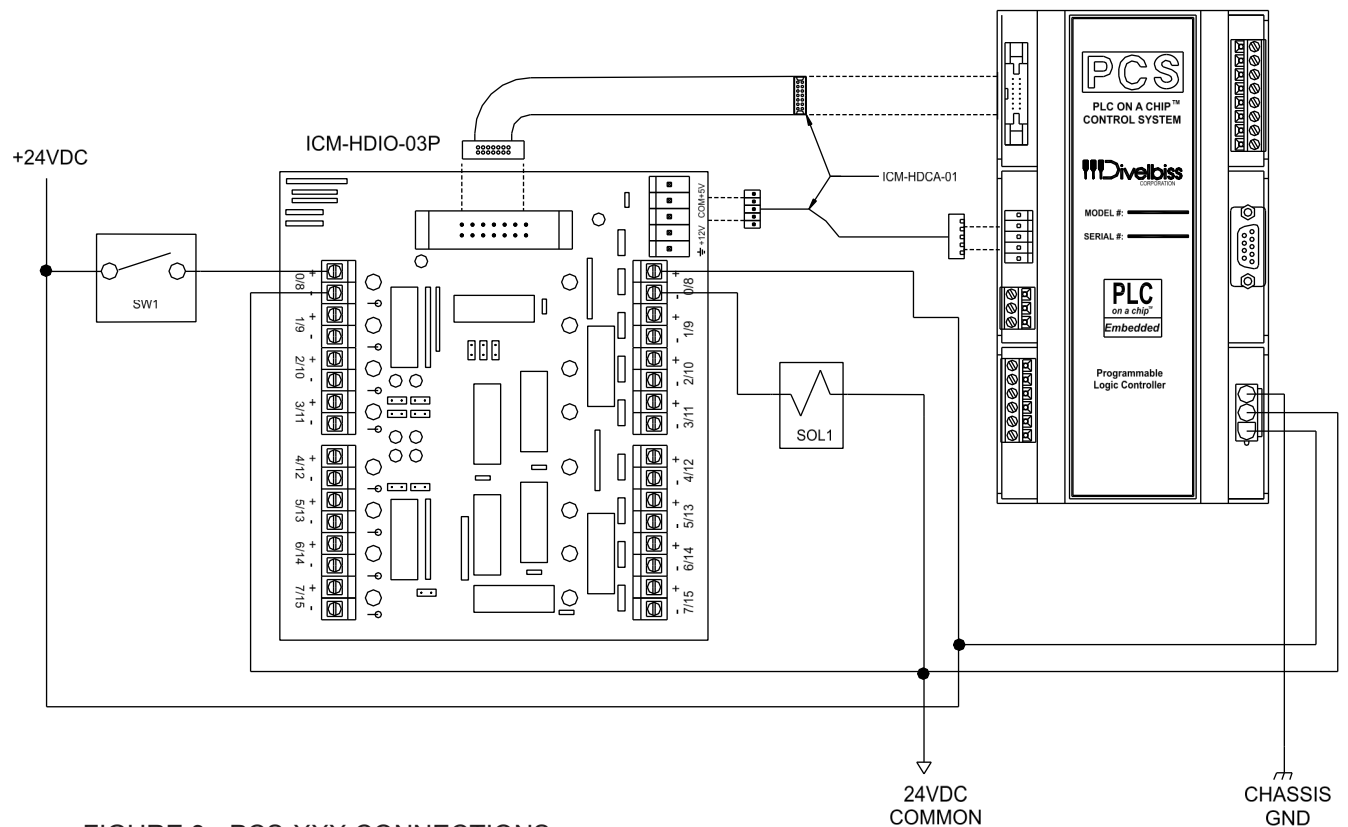 PCS
PLC ON A CHIP™
CONTROL SYSTEM
Divelbiss
CORPORATION
MODEL #:
SERIAL #:
PLC
on a chip™
Embedded
Programmable
Logic Controller
ICM-HDIO-03P
+24VDC
ICM-HDCA-01
COM+5V
+12V
SW1
SOL1
0/8 + -
1/9 + -
2/10 + -
3/11 + -
4/12 + -
5/13 + -
6/14 + -
7/15 + -
+ - 0/8
+ - 1/9
+ - 2/10
+ - 3/11
+ - 4/12
+ - 5/13
+ - 6/14
+ - 7/15
24VDC
COMMON
CHASSIS
GND